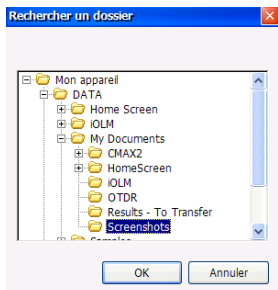 Rechercher un dossier
Mon appareil
DATA
Home Screen
iOLM
My Documents
CMAX2
HomeScreen
iOLM
OTDR
Results - To Transfer
Screenshots
OK
Annuler